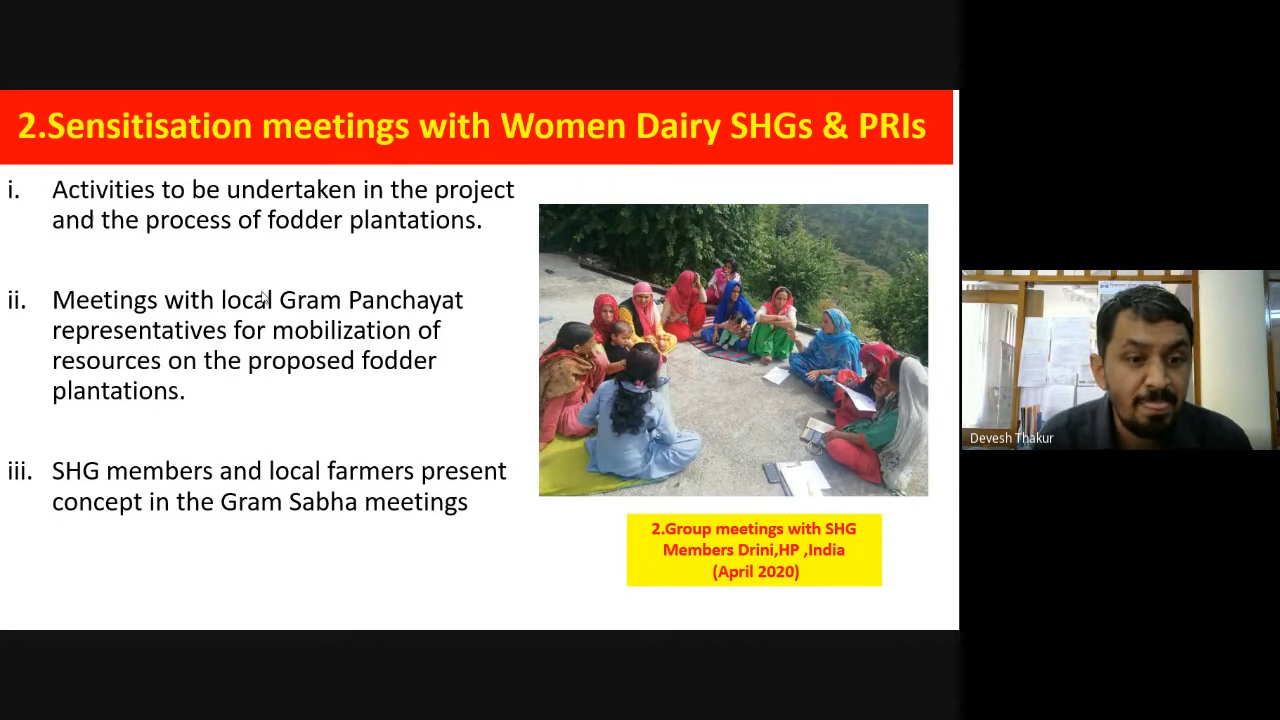 2.Sensitisation meetings with Women Dairy SHGs & PRIs
i. Activities to be undertaken in the project
and the process of fodder plantations.
ii. Meetings with local Gram Panchayat
representatives for mobilization of
resources on the proposed fodder
plantations.
iii. SHG members and local farmers present
concept in the Gram Sabha meetings
2.Group meetings with SHG
Members Drini,HP ,India
(April 2020)
Devesh Thakur